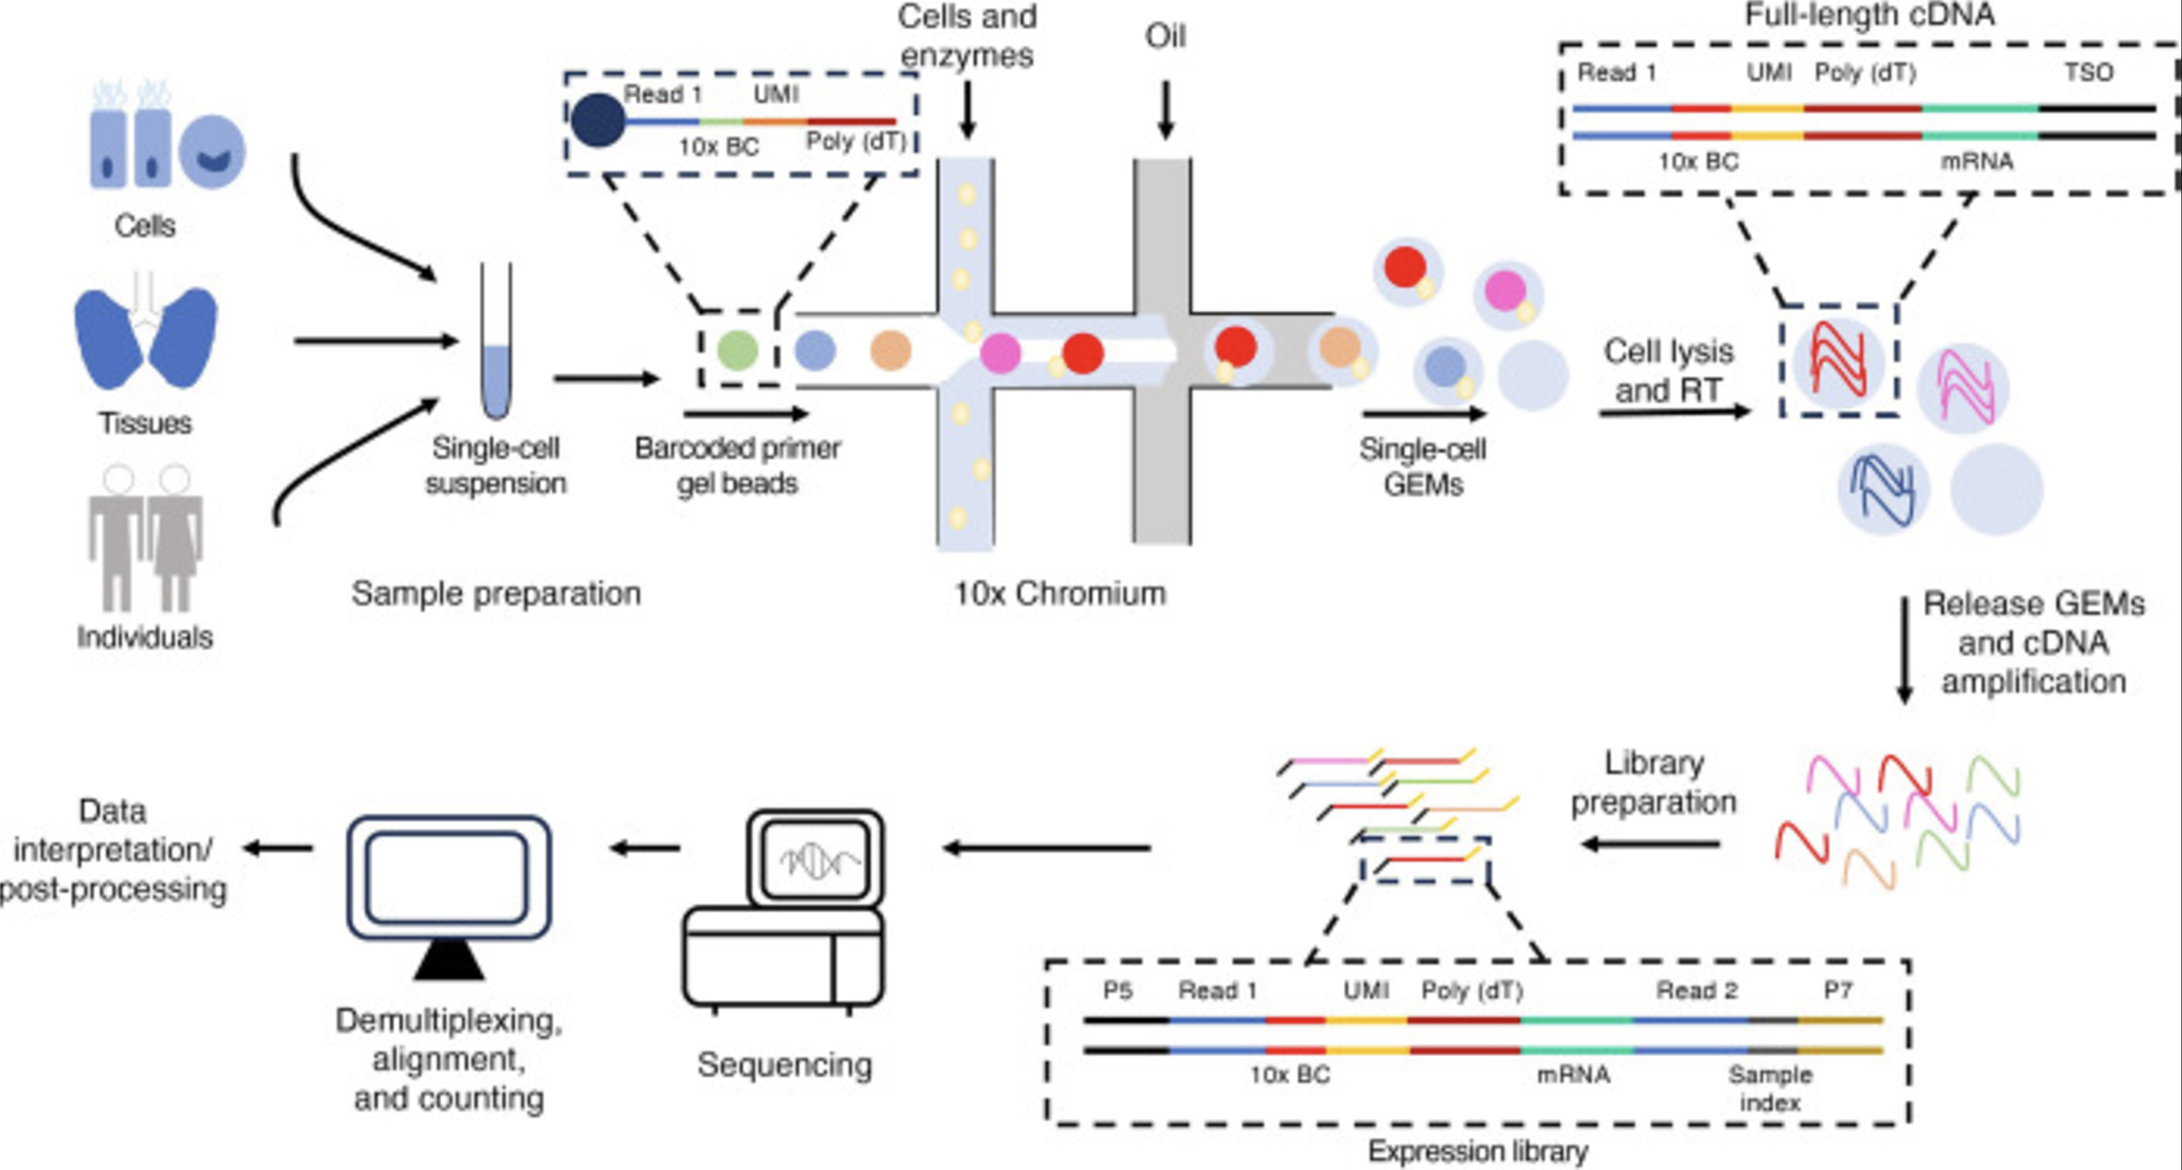 Cells and
enzymes
Oil
Full-length cDNA
Read 1
UMI
10x BC
Poly (dT)
Read 1
UMI
Poly (dT)
TSO
10x BC
mRNA
Cells
Tissues
Individuals
Single-cell
suspension
Barcoded primer
gel beads
Single-cell
GEMs
Cell lysis
and RT
Sample preparation
10x Chromium
Release GEMs
and cDNA
amplification
Library
preparation
Data
interpretation/
post-processing
Demultiplexing,
alignment,
and counting
Sequencing
P5
Read 1
UMI
Poly (dT)
Read 2
P7
10x BC
mRNA
Sample
index
Expression library